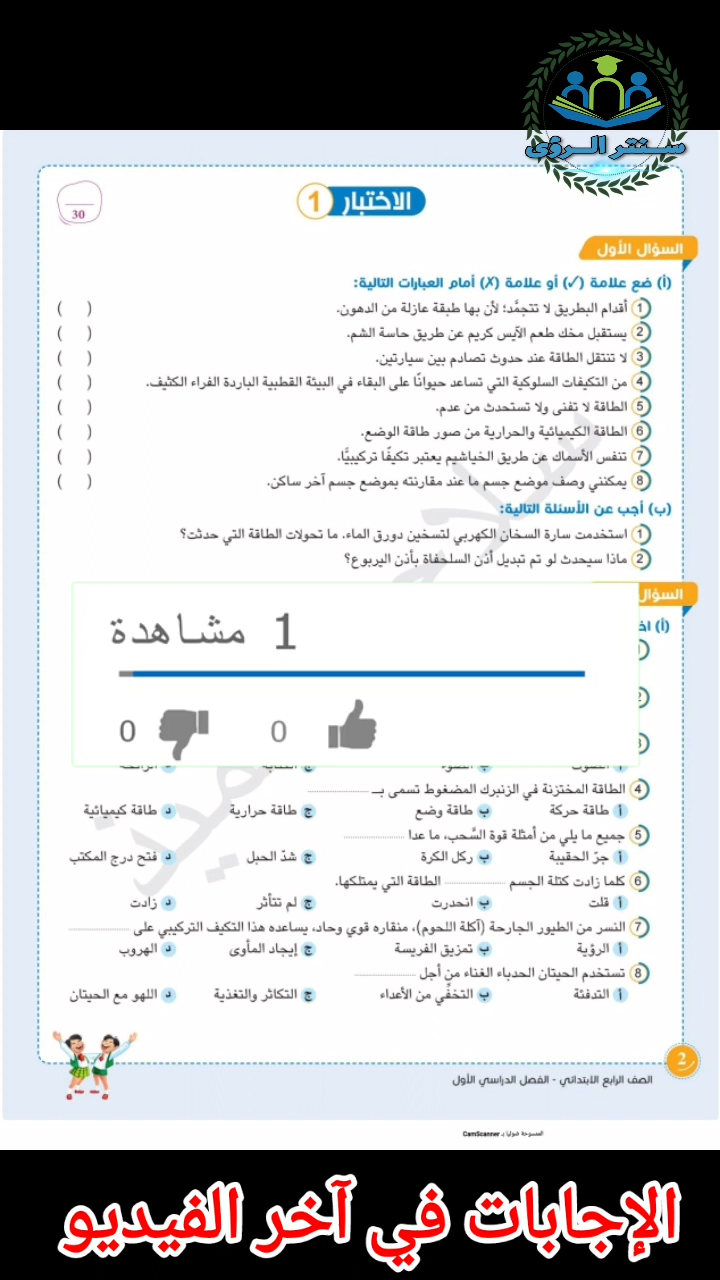 سنتر الرؤى
الاختبار 1
30
السؤال الأول
(أ) ضع علامة (✓) أو علامة (✗) أمام العبارات التالية:
1 أقدام البطريق لا تتجمَّد؛ لأن بها طبقة عازلة من الدهون. ( )
2 يستقبل مخك طعم الآيس كريم عن طريق حاسة الشم. ( )
3 لا تنتقل الطاقة عند حدوث تصادم بين سيارتين. ( )
4 من التكيفات السلوكية التي تساعد حيوانًا على البقاء في البيئة القطبية الباردة الفراء الكثيف. ( )
5 الطاقة لا تفنى ولا تستحدث من عدم. ( )
6 الطاقة الكيميائية والحرارية من صور طاقة الوضع. ( )
7 تنفس الأسماك عن طريق الخياشيم يعتبر تكيفًا تركيبيًّا. ( )
8 يمكنني وصف موضع جسم ما عند مقارنته بموضع جسم آخر ساكن. ( )
(ب) أجب عن الأسئلة التالية:
1 استخدمت سارة السخان الكهربي لتسخين دورق الماء. ما تحولات الطاقة التي حدثت؟
2 ماذا سيحدث لو تم تبديل أذن السلحفاة بأذن اليربوع؟
السؤال
(أ)
1 مشاهدة
0 0
4 الطاقة المختزنة في الزنبرك المضغوط تسمى بـ ............
أ طاقة حركة ب طاقة وضع ج طاقة حرارية د طاقة كيميائية
5 جميع ما يلي من أمثلة قوة السَّحب، ما عدا ............
أ جرّ الحقيبة ب ركل الكرة ج شدّ الحبل د فتح درج المكتب
6 كلما زادت كتلة الجسم ............ الطاقة التي يمتلكها.
أ قلت ب انحدرت ج لم تتأثر د زادت
7 النسر من الطيور الجارحة (آكلة اللحوم)، منقاره قوي وحاد، يساعده هذا التكيف التركيبي على ............
أ الرؤية ب تمزيق الفريسة ج إيجاد المأوى د الهروب
8 تستخدم الحيتان الحدباء الغناء من أجل ............
أ التدفئة ب التخفِّي من الأعداء ج التكاثر والتغذية د اللهو مع الحيتان
2
الصف الرابع الابتدائي - الفصل الدراسي الأول
الممسوحة ضوئيا بـ CamScanner
الإجابات في آخر الفيديو